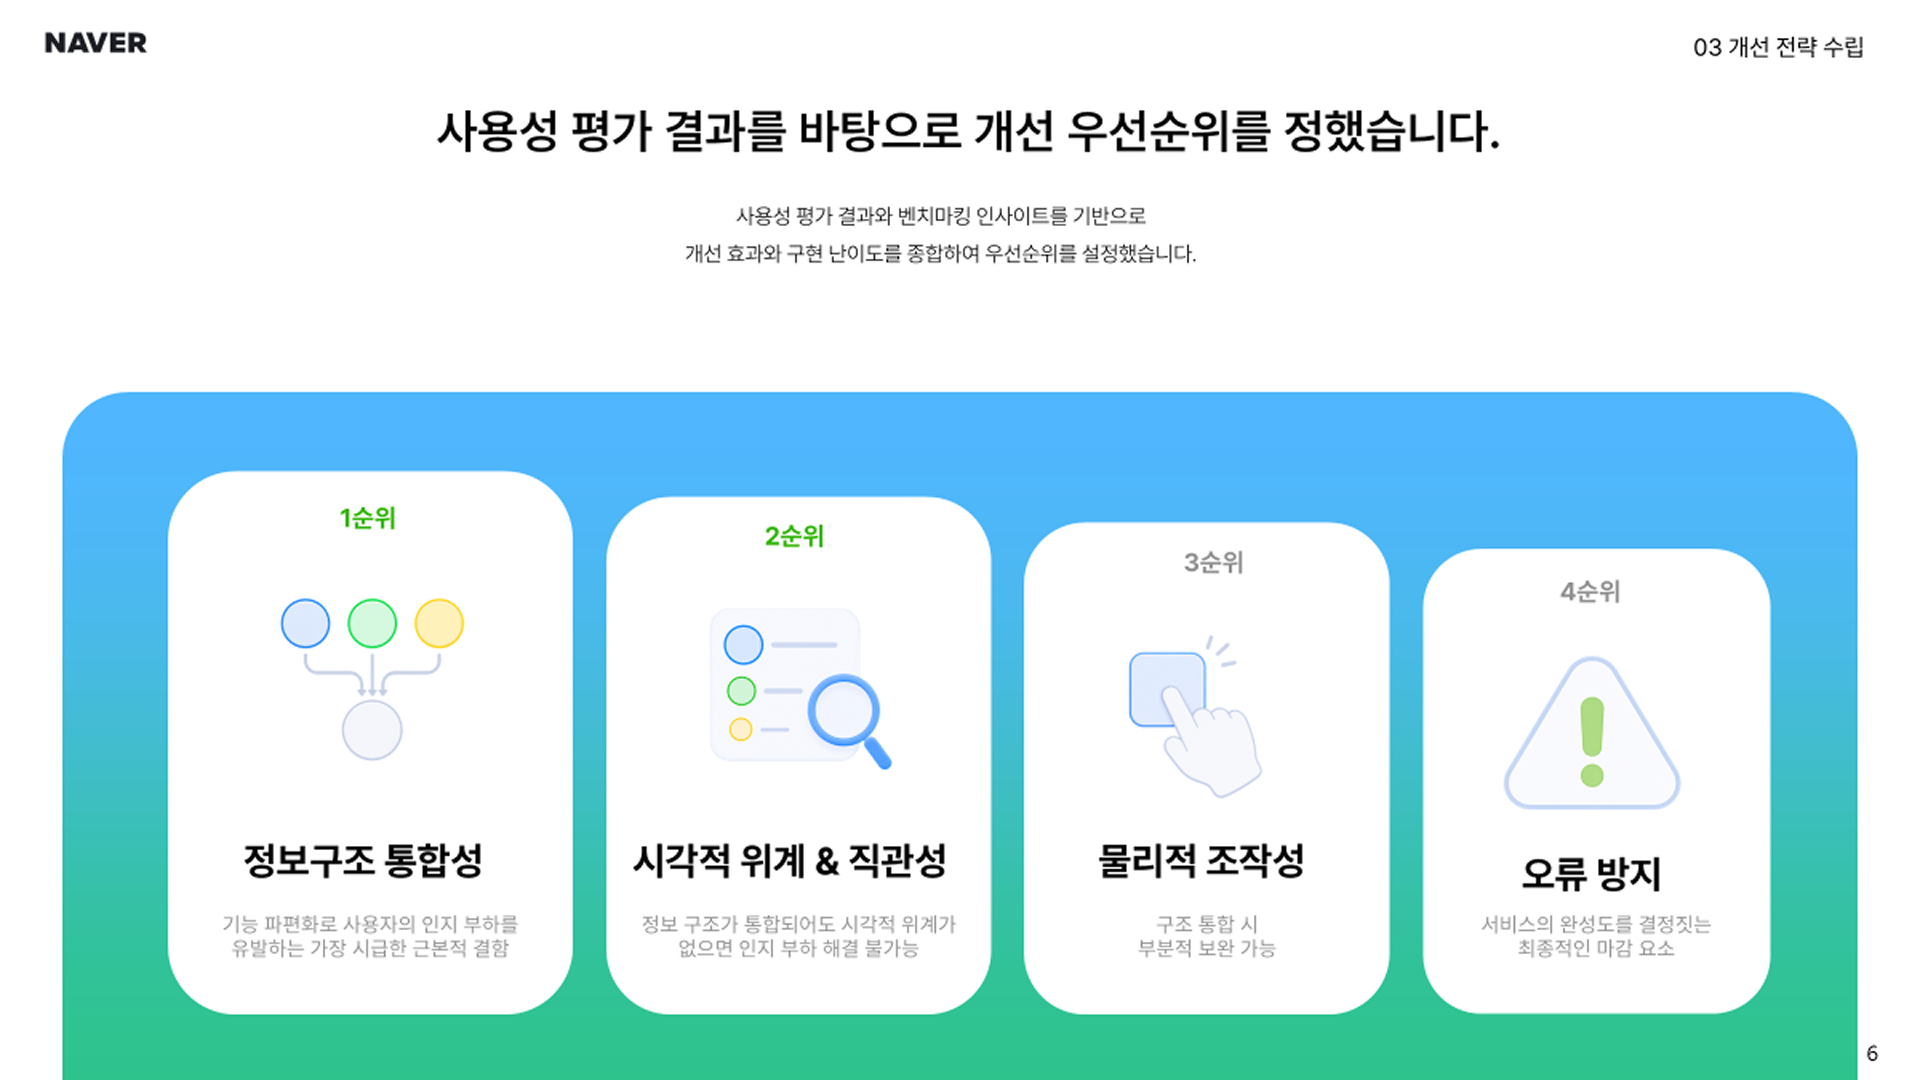 NAVER
03 개선 전략 수립
사용성 평가 결과를 바탕으로 개선 우선순위를 정했습니다.
사용성 평가 결과와 벤치마킹 인사이트를 기반으로
개선 효과와 구현 난이도를 종합하여 우선순위를 설정했습니다.
1순위
정보구조 통합성
기능 파편화로 사용자의 인지 부하를
유발하는 가장 시급한 근본적 결함
2순위
시각적 위계 & 직관성
정보 구조가 통합되어도 시각적 위계가
없으면 인지 부하 해결 불가능
3순위
물리적 조작성
구조 통합 시
부분적 보완 가능
4순위
오류 방지
서비스의 완성도를 결정짓는
최종적인 마감 요소
6